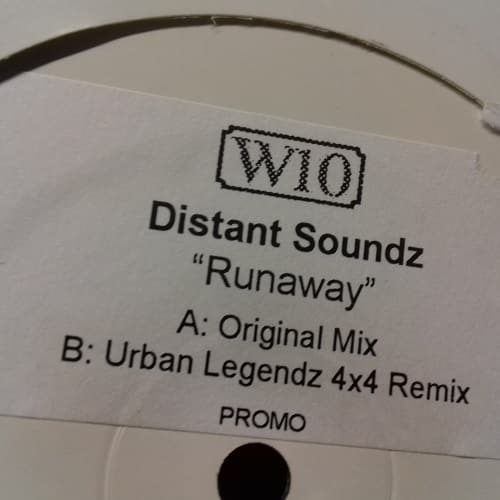 W10
Distant Soundz
“Runaway”
A: Original Mix
B: Urban Legendz 4x4 Remix
PROMO